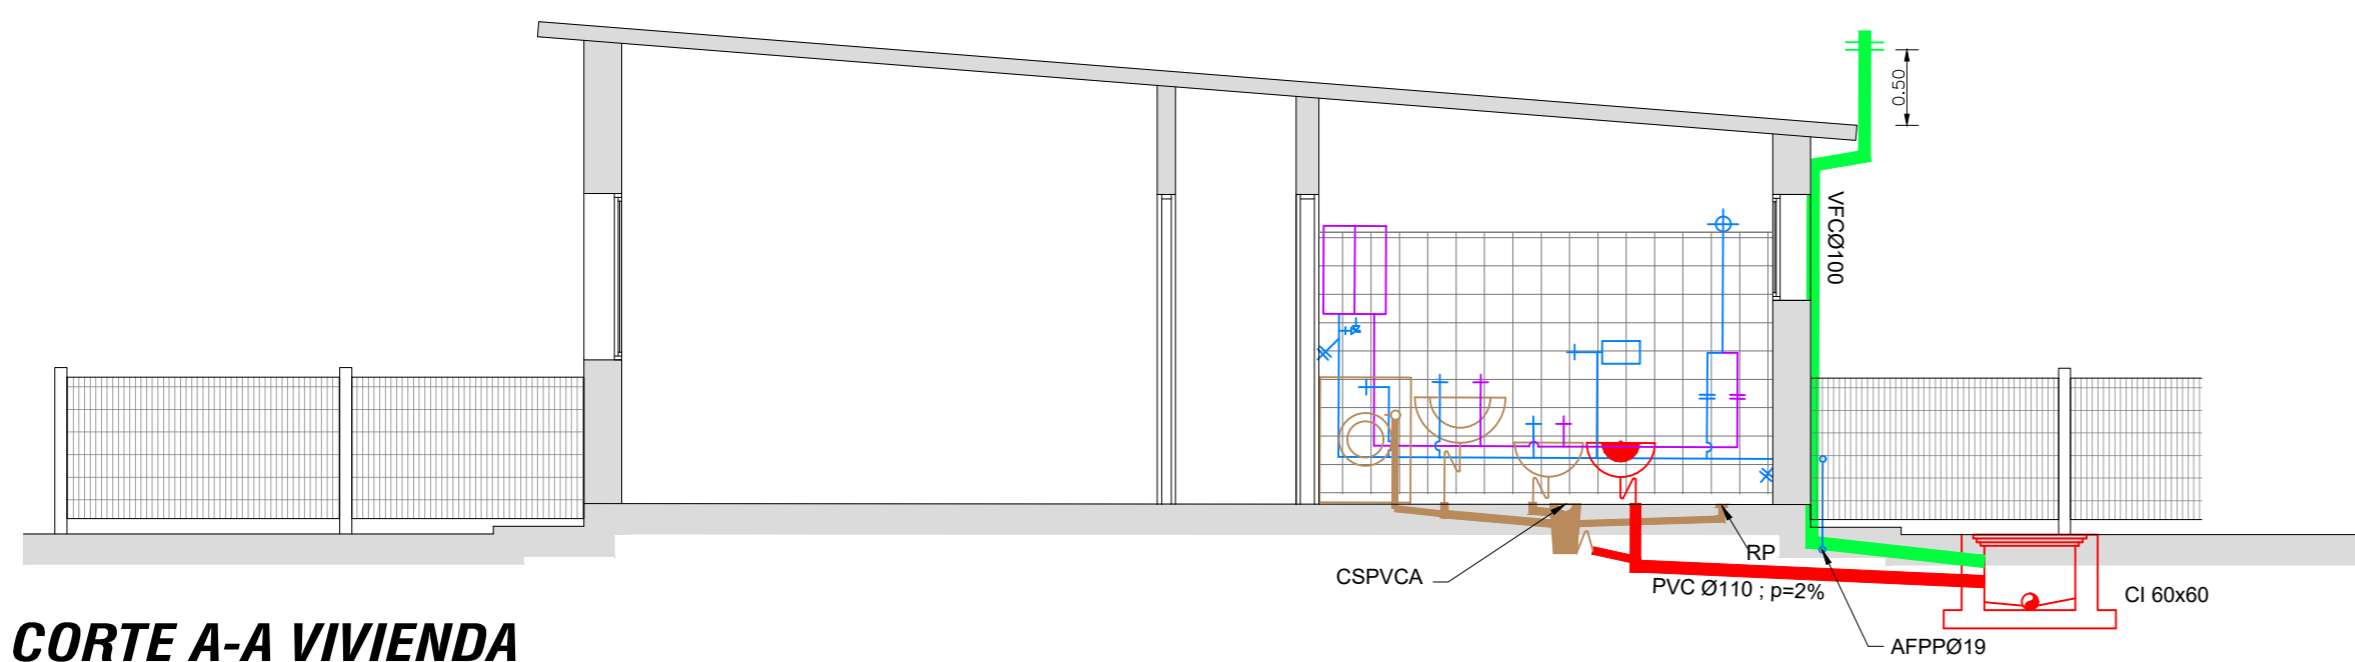 0.50
VFCØ100
RP
CSPVCA
PVC Ø110 ; p=2%
CI 60x60
AFPPØ19
CORTE A-A VIVIENDA